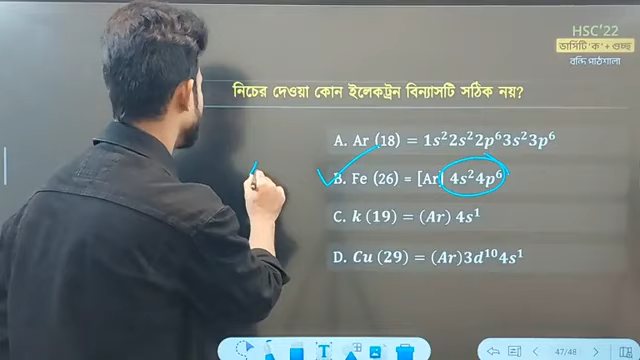 HSC'22
ভার্সিটি 'ক' + গুচ্ছ
বন্দি পাঠশালা
নিচের দেওয়া কোন ইলেকট্রন বিন্যাসটি সঠিক নয়?
A. Ar (18) = 1s²2s²2p⁶3s²3p⁶
B. Fe (26) = [Ar] 4s²4p⁶
C. k (19) = (Ar) 4s¹
D. Cu (29) = (Ar)3d¹⁰4s¹
47/48